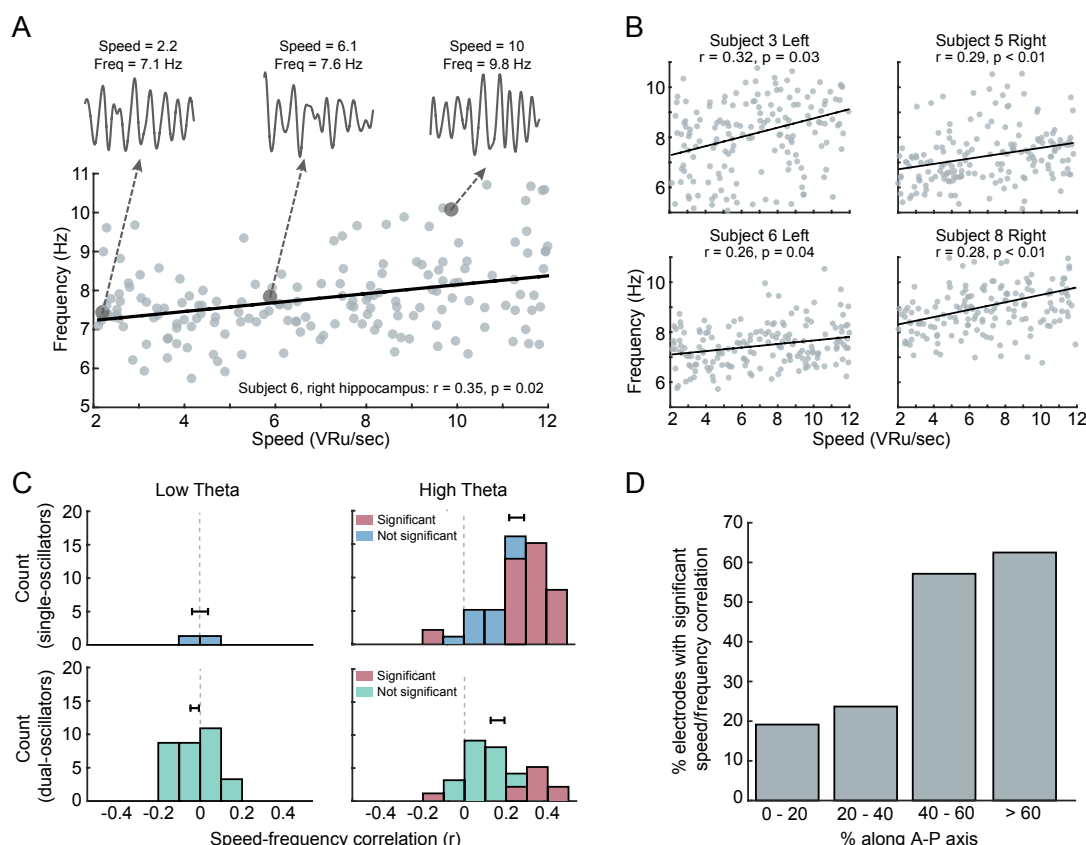 A
Speed = 2.2
Freq = 7.1 Hz
Speed = 6.1
Freq = 7.6 Hz
Speed = 10
Freq = 9.8 Hz
Frequency (Hz)
11
10
9
8
7
6
5
2 4 6 8 10 12
Subject 6, right hippocampus: r = 0.35, p = 0.02
Speed (VRu/sec)
B
Subject 3 Left
r = 0.32, p = 0.03
Subject 5 Right
r = 0.29, p < 0.01
10
8
6
Subject 6 Left
r = 0.26, p = 0.04
Subject 8 Right
r = 0.28, p < 0.01
Frequency (Hz)
10
8
6
2 4 6 8 10 12
2 4 6 8 10 12
Speed (VRu/sec)
C
Low Theta
High Theta
Count
(single-oscillators)
20
15
10
5
0
Significant
Not significant
Count
(dual-oscillators)
20
15
10
5
0
Significant
Not significant
-0.4 -0.2 0 0.2 0.4
-0.4 -0.2 0 0.2 0.4
Speed-frequency correlation (r)
D
% electrodes with significant
speed/frequency correlation
70
60
50
40
30
20
10
0
0 - 20 20 - 40 40 - 60 > 60
% along A-P axis